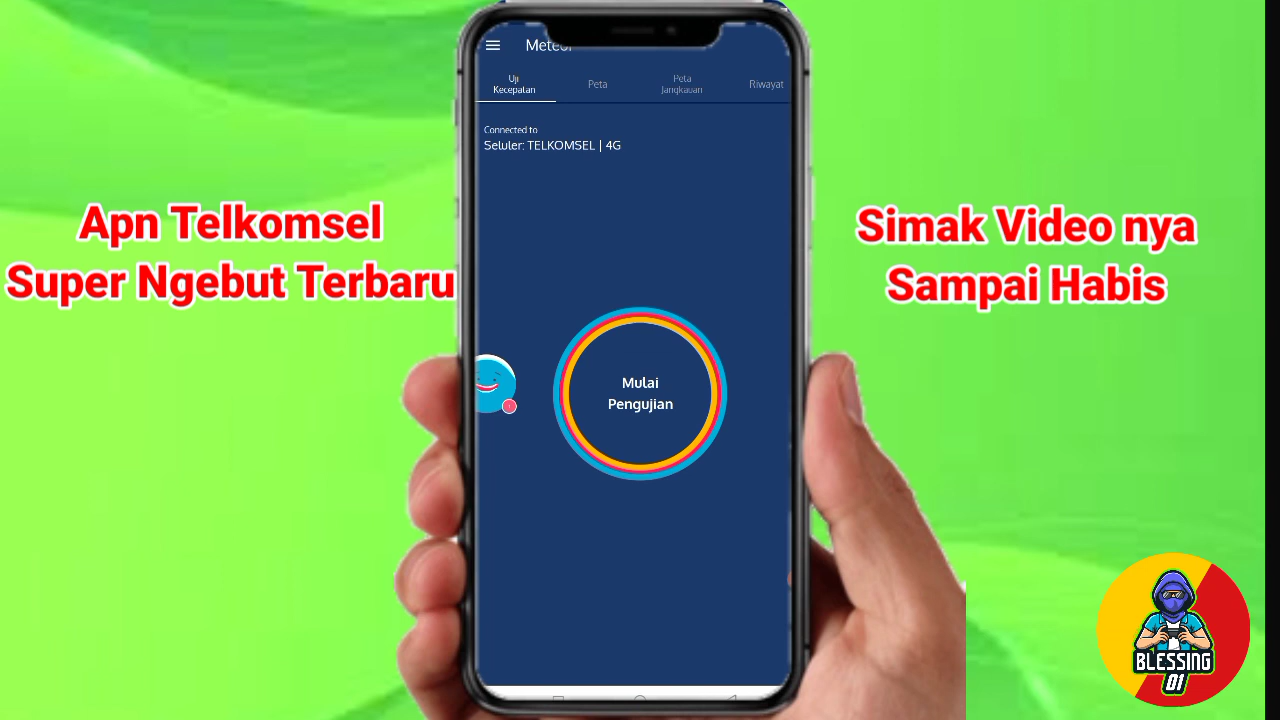 Meteor
Uji
Kecepatan
Peta
Peta
Jangkauan
Riwayat
Connected to
Seluler: TELKOMSEL | 4G
Apn Telkomsel
Super Ngebut Terbaru
Simak Video nya
Sampai Habis
Mulai
Pengujian
BLESSING
01